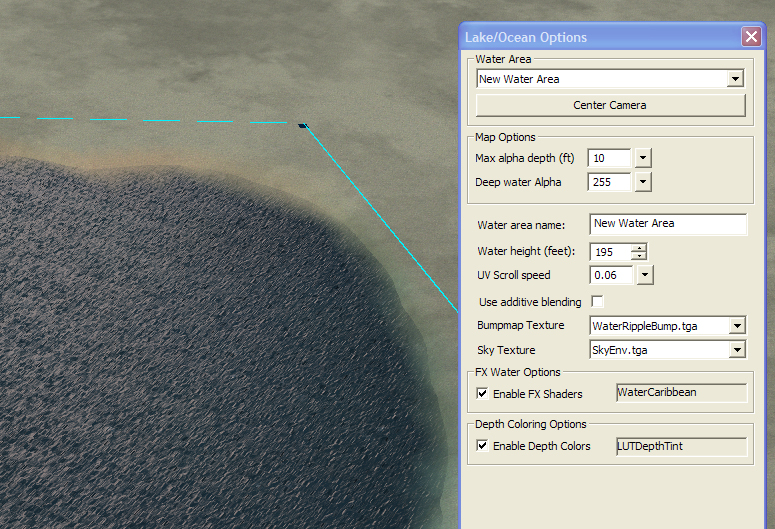 Lake/Ocean Options
Water Area
New Water Area
Center Camera
Map Options
Max alpha depth (ft) 10
Deep water Alpha 255
Water area name: New Water Area
Water height (feet): 195
UV Scroll speed 0.06
Use additive blending
Bumpmap Texture WaterRippleBump.tga
Sky Texture SkyEnv.tga
FX Water Options
Enable FX Shaders WaterCaribbean
Depth Coloring Options
Enable Depth Colors LUTDepthTint